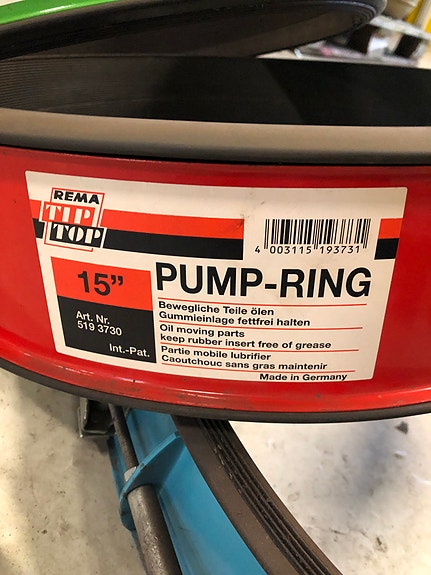 REMA
TIP
TOP
4 003115 193731
15"
PUMP-RING
Art. Nr.
519 3730
Int.-Pat.
Bewegliche Teile ölen
Gummieinlage fettfrei halten
Oil moving parts
keep rubber insert free of grease
Partie mobile lubrifier
Caoutchouc sans gras maintenir
Made in Germany